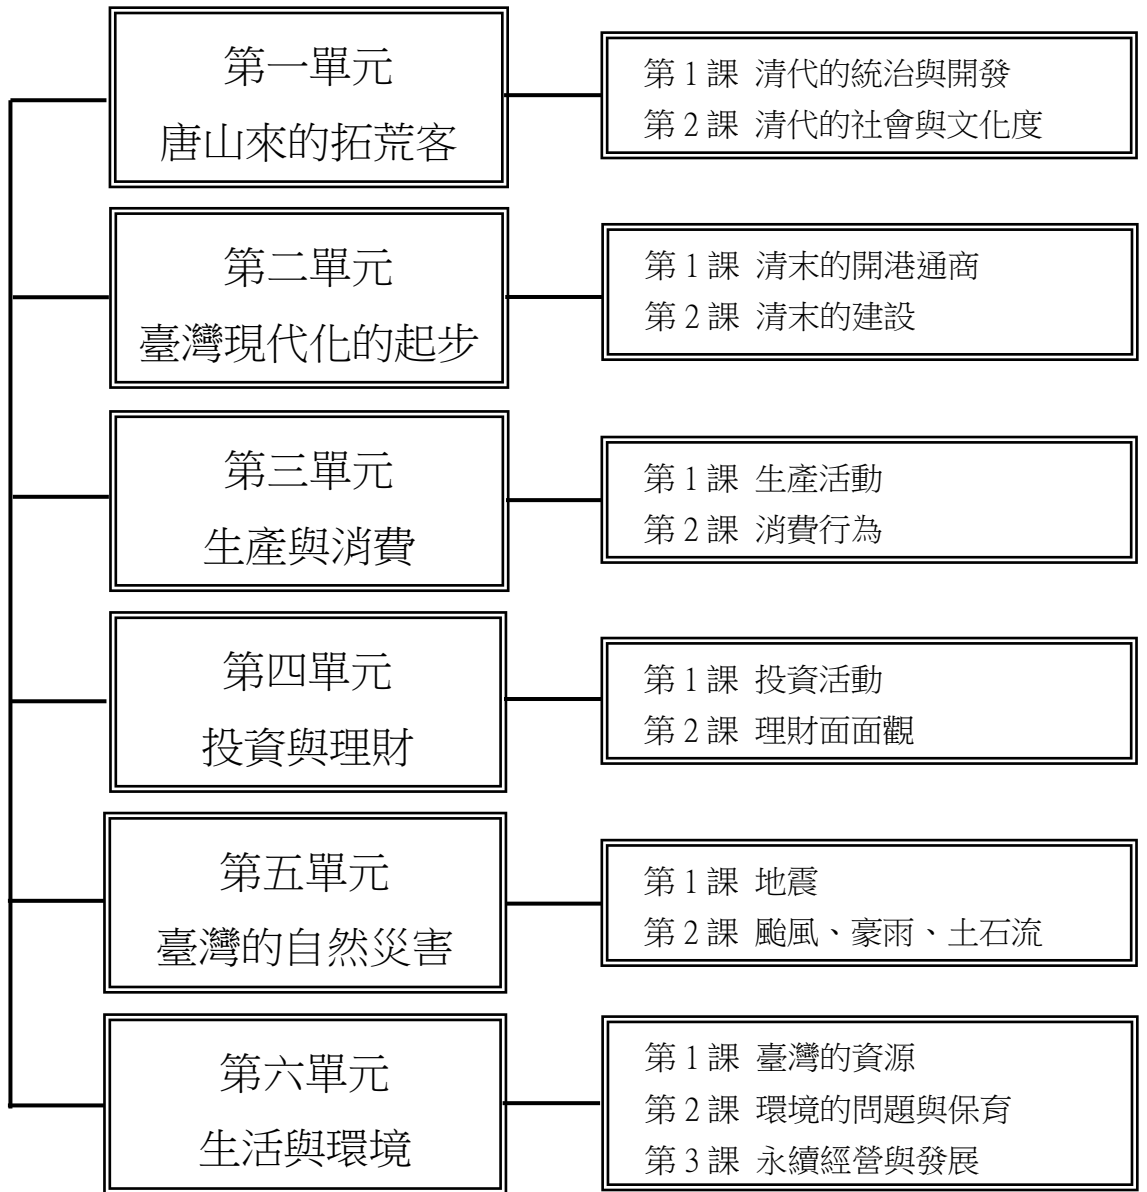 第一單元
唐山來的拓荒客
第 1 課 清代的統治與開發
第 2 課 清代的社會與文化度
第二單元
臺灣現代化的起步
第 1 課 清末的開港通商
第 2 課 清末的建設
第三單元
生產與消費
第 1 課 生產活動
第 2 課 消費行為
第四單元
投資與理財
第 1 課 投資活動
第 2 課 理財面面觀
第五單元
臺灣的自然災害
第 1 課 地震
第 2 課 颱風、豪雨、土石流
第六單元
生活與環境
第 1 課 臺灣的資源
第 2 課 環境的問題與保育
第 3 課 永續經營與發展